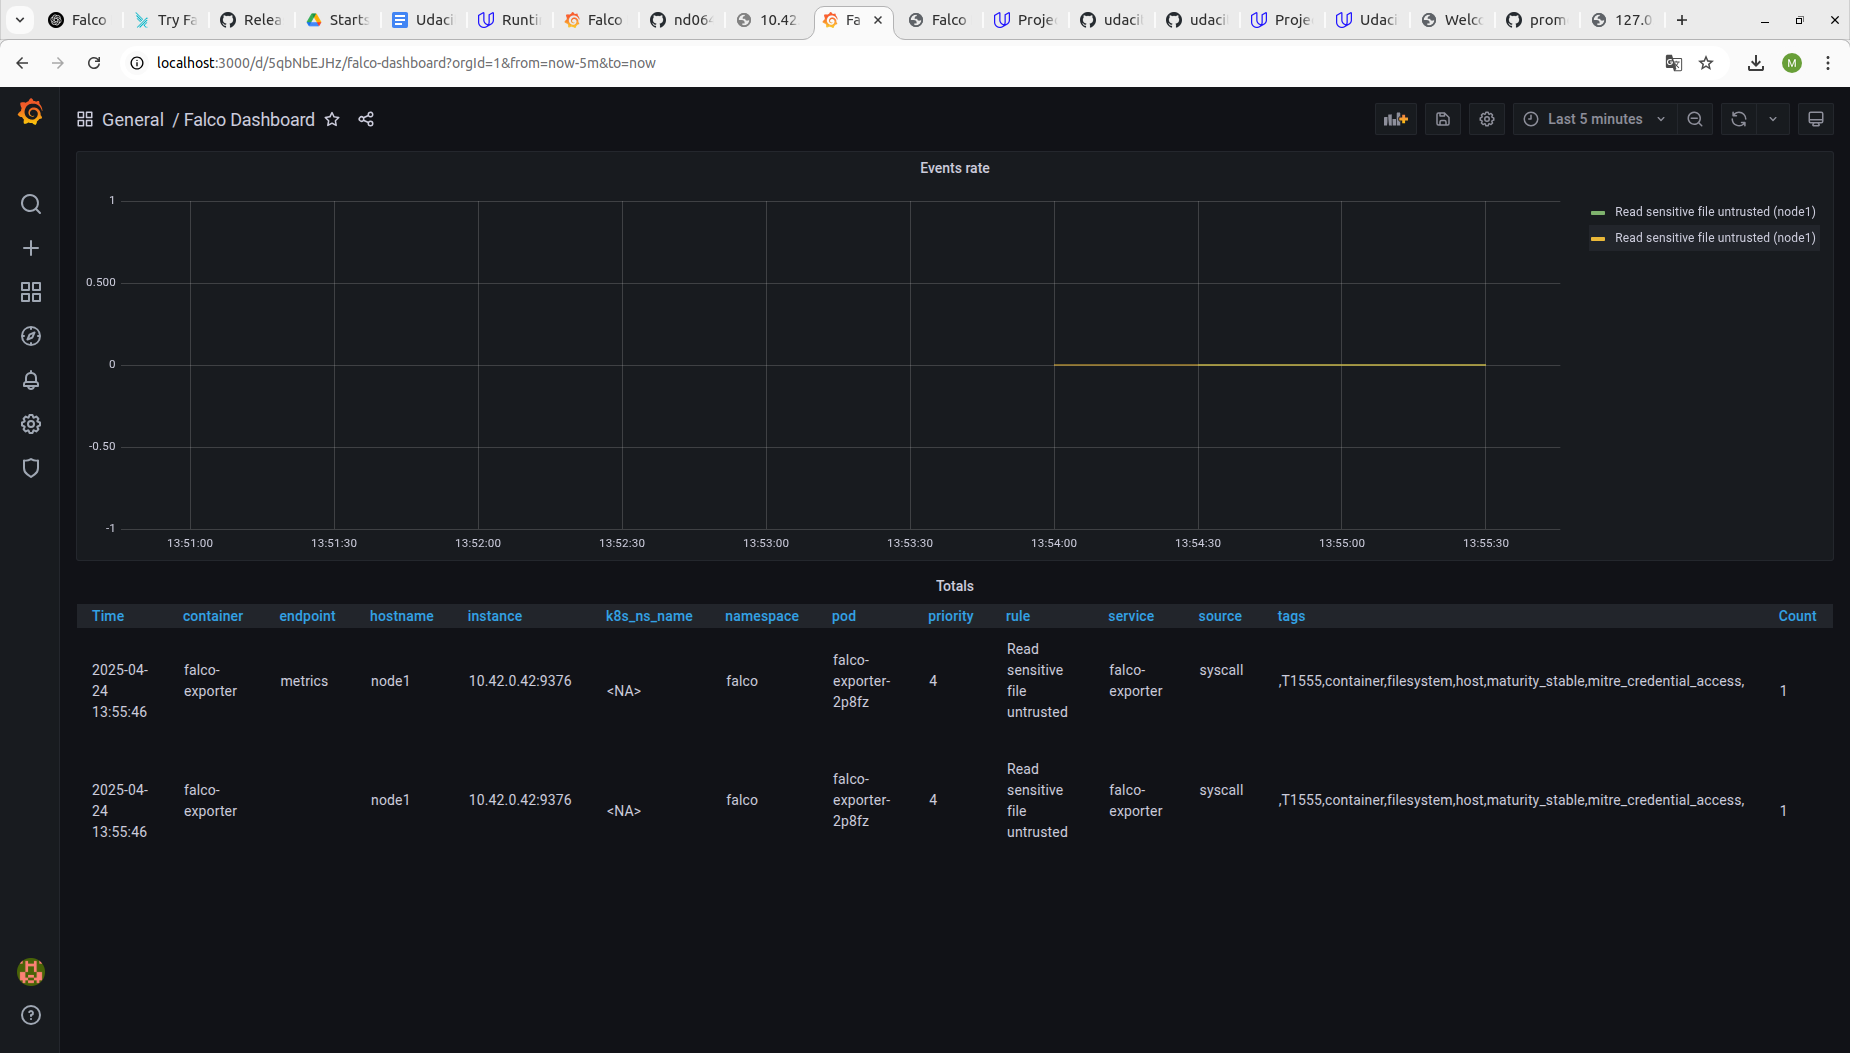 Falco
Try Fa
Relea
Starts
Udaci
Runti
Falco
nd064
10.42
Fa
Falco
Proje
udacit
udaci
Proje
Udaci
Welco
prom
127.0
localhost:3000/d/5qbNbEJHz/falco-dashboard?orgId=1&from=now-5m&to=now
M
General / Falco Dashboard
Last 5 minutes
Events rate
1
0.500
0
-0.50
-1
13:51:00 13:51:30 13:52:00 13:52:30 13:53:00 13:53:30 13:54:00 13:54:30 13:55:00 13:55:30
Read sensitive file untrusted (node1)
Read sensitive file untrusted (node1)
Totals
Time container endpoint hostname instance k8s_ns_name namespace pod priority rule service source tags Count
2025-04-
24
13:55:46
falco-
exporter
metrics
node1
10.42.0.42:9376
<NA>
falco
falco-
exporter-
2p8fz
4
Read
sensitive
file
untrusted
falco-
exporter
syscall
,T1555,container,filesystem,host,maturity_stable,mitre_credential_access,
1
2025-04-
24
13:55:46
falco-
exporter
node1
10.42.0.42:9376
<NA>
falco
falco-
exporter-
2p8fz
4
Read
sensitive
file
untrusted
falco-
exporter
syscall
,T1555,container,filesystem,host,maturity_stable,mitre_credential_access,
1